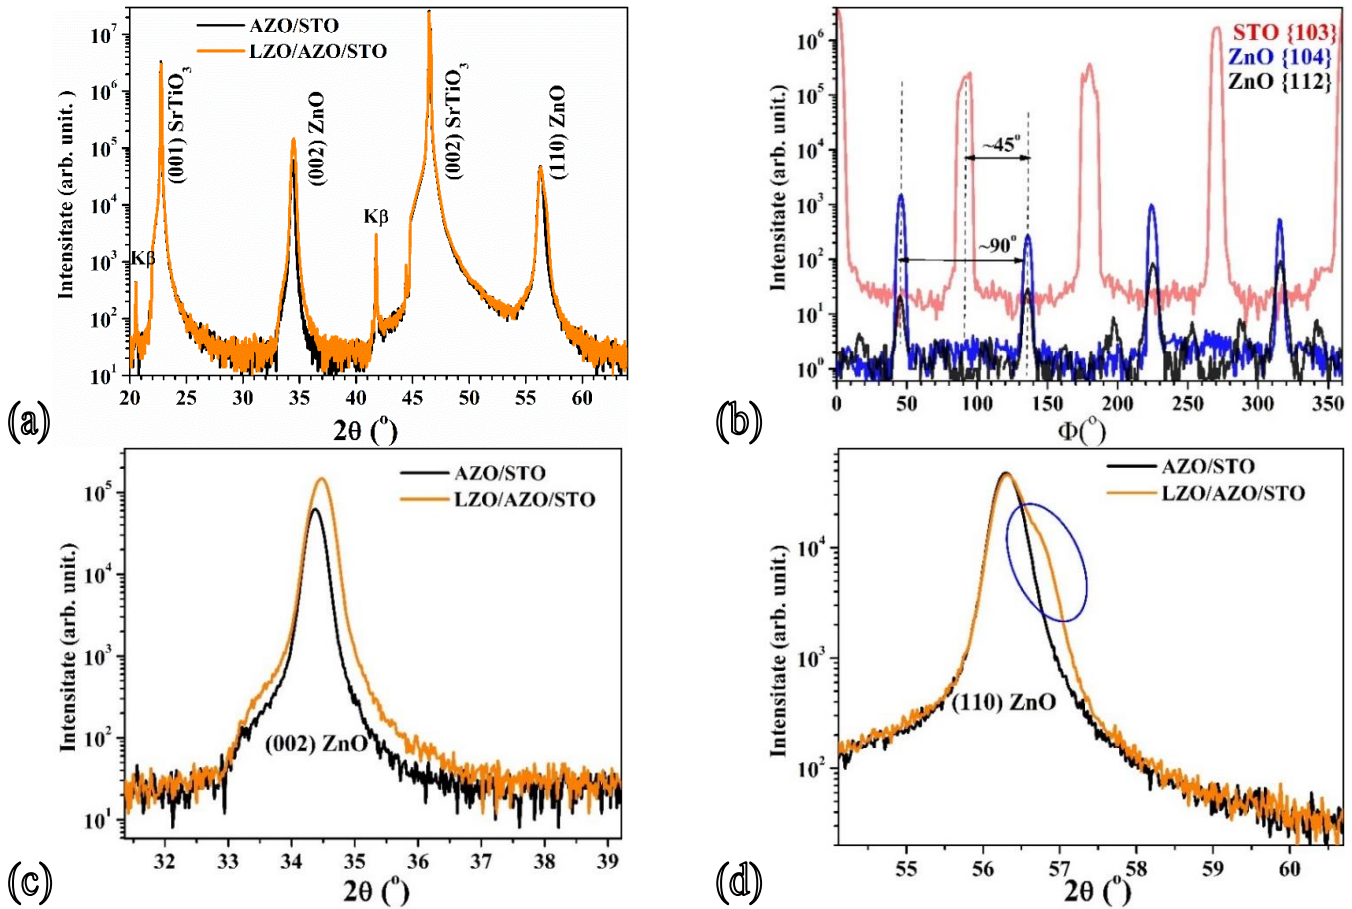 AZO/STO
LZO/AZO/STO
Intensitate (arb. unit. )
10^7
10^6
10^5
10^4
10^3
10^2
10^1
Kβ
(001) SrTiO_3
(002) ZnO
Kβ
(002) SrTiO_3
(110) ZnO
20 25 30 35 40 45 50 55 60
2θ (°)
(a)
STO {103}
ZnO {104}
ZnO {112}
Intensitate (arb. unit.)
10^5
10^4
10^3
10^2
10^1
10^0
~45°
~90°
0 50 100 150 200 250 300 350
Φ(°)
(b)
AZO/STO
LZO/AZO/STO
Intensitate (arb. unit.)
10^5
10^4
10^3
10^2
10^1
(002) ZnO
32 33 34 35 36 37 38 39
2θ (°)
(c)
AZO/STO
LZO/AZO/STO
Intensitate (arb. unit.)
10^4
10^3
10^2
(110) ZnO
55 56 57 58 59 60
2θ (°)
(d)